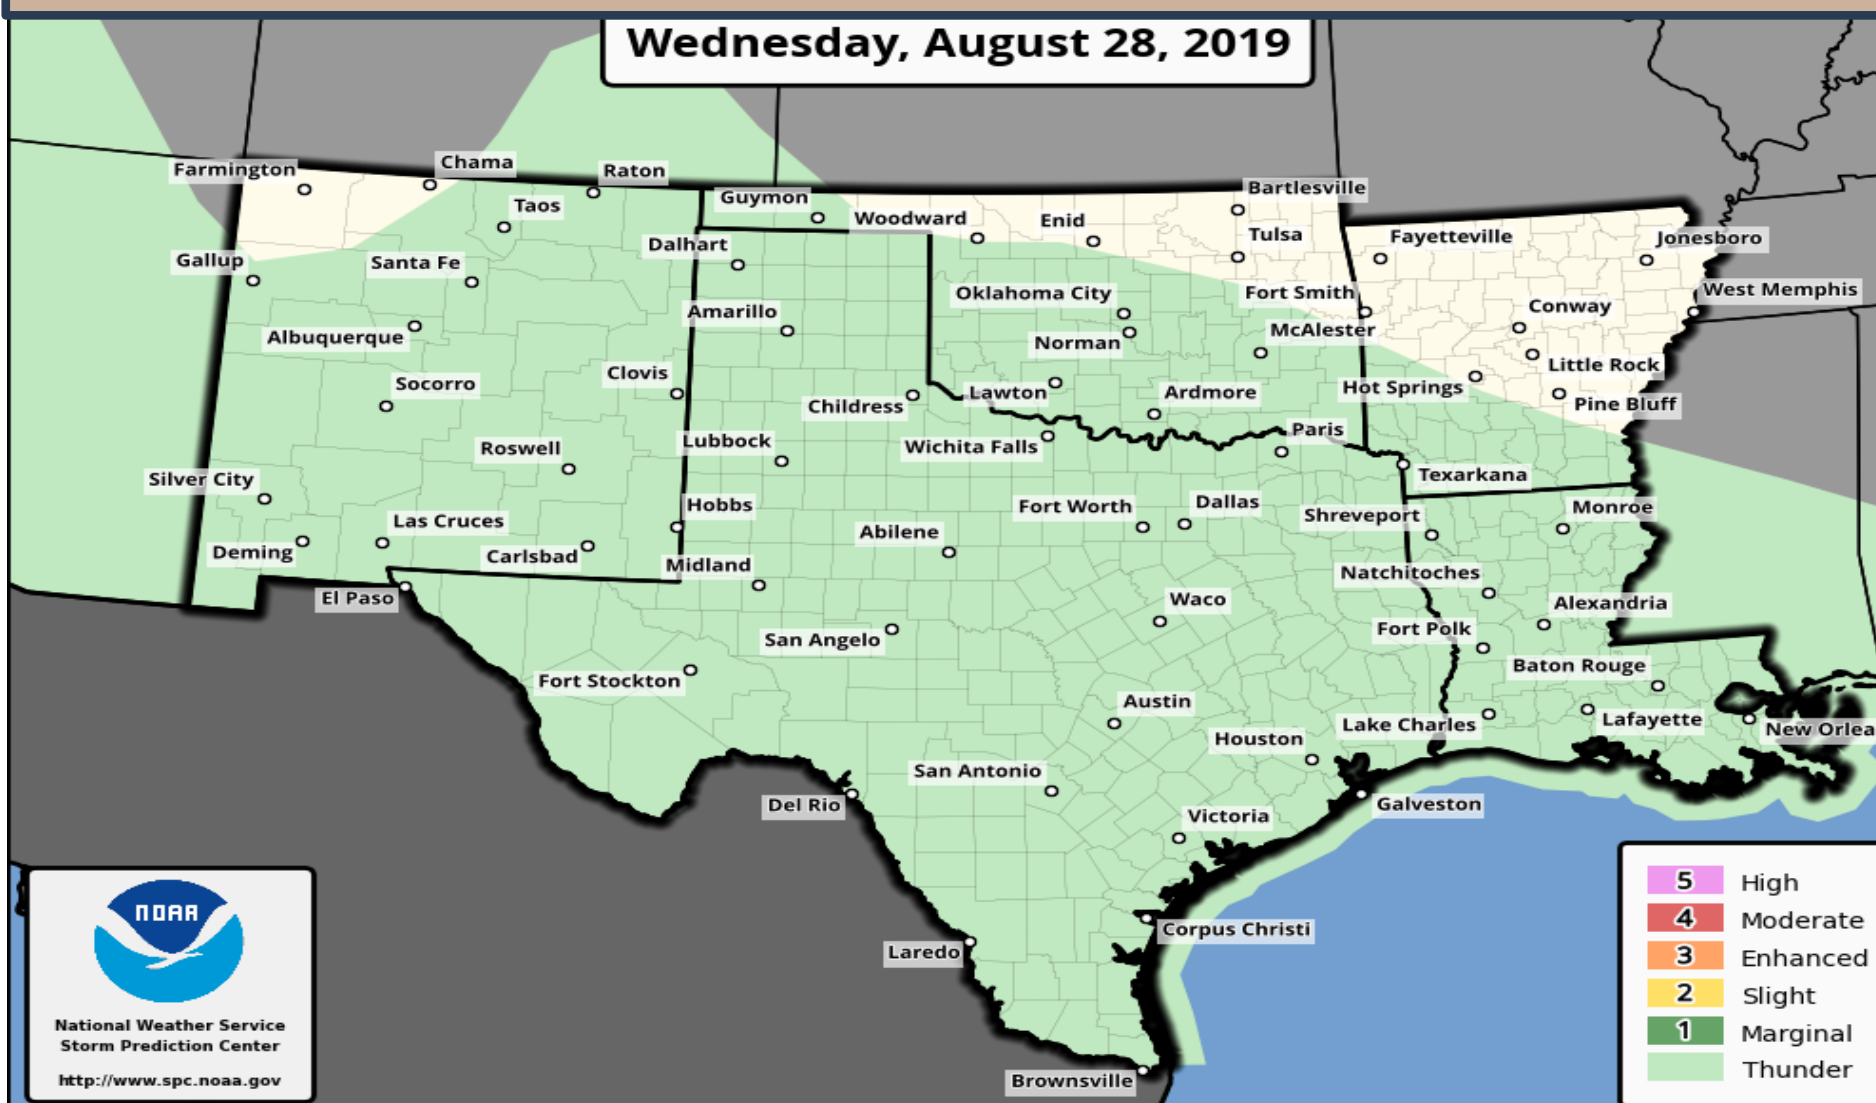 Wednesday, August 28, 2019
Farmington
Chama
Raton
Taos
Guymon
Woodward
Enid
Bartlesville
Tulsa
Fayetteville
Jonesboro
Gallup
Santa Fe
Dalhart
Oklahoma City
Fort Smith
West Memphis
Amarillo
Conway
Albuquerque
Norman
McAlester
Little Rock
Socorro
Clovis
Childress
Lawton
Ardmore
Hot Springs
Pine Bluff
Roswell
Lubbock
Wichita Falls
Paris
Silver City
Texarkana
Las Cruces
Hobbs
Fort Worth
Dallas
Shreveport
Monroe
Deming
Carlsbad
Midland
Abilene
Natchitoches
El Paso
Waco
Alexandria
San Angelo
Fort Polk
Fort Stockton
Baton Rouge
Austin
Lake Charles
Lafayette
New Orlea
Houston
San Antonio
Del Rio
Victoria
Galveston
Corpus Christi
Laredo
Brownsville
NOAA
National Weather Service
Storm Prediction Center
http://www.spc.noaa.gov
5 High
4 Moderate
3 Enhanced
2 Slight
1 Marginal
Thunder